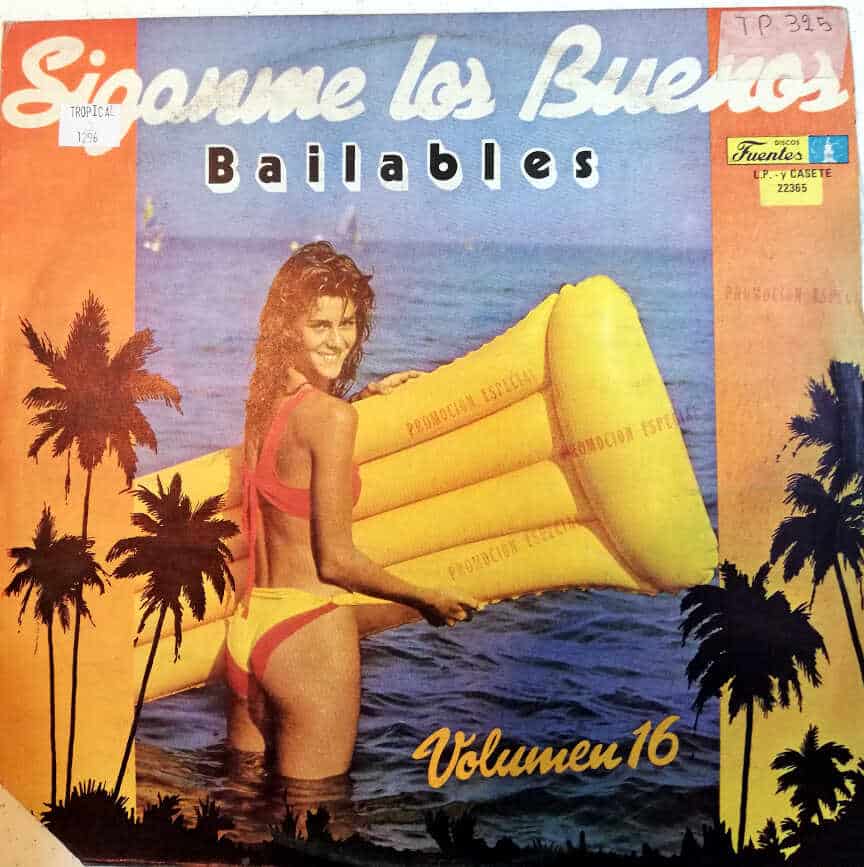 Siganme los Buenos
Bailables
T.P. 325
TROPICAL
1296
DISCOS
Fuentes
L.P. - y CASETE
22365
PROMOCION ESPECIAL
PROMOCION ESPECIAL
PROMOCION ESPECIAL
PROMOCION ESPECIAL
Volumen 16